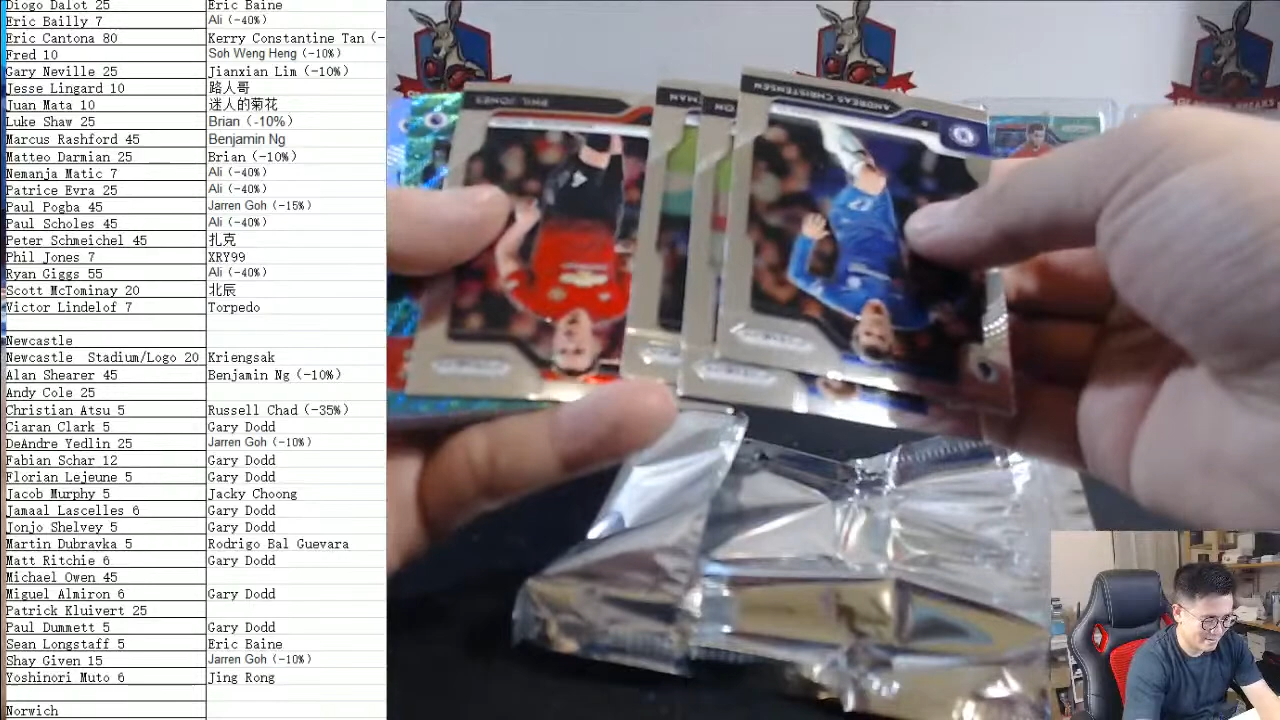 Diogo Dalot 25 Eric Baine
Eric Bailly 7 Ali (-40%)
Eric Cantona 80 Kerry Constantine Tan (-
Fred 10 Soh Weng Heng (-10%)
Gary Neville 25 Jianxian Lim (-10%)
Jesse Lingard 10 路人哥
Juan Mata 10 迷人的菊花
Luke Shaw 25 Brian (-10%)
Marcus Rashford 45 Benjamin Ng
Matteo Darmian 25 Brian (-10%)
Nemanja Matic 7 Ali (-40%)
Patrice Evra 25 Ali (-40%)
Paul Pogba 45 Jarren Goh (-15%)
Paul Scholes 45 Ali (-40%)
Peter Schmeichel 45 扎克
Phil Jones 7 XRY99
Ryan Giggs 55 Ali (-40%)
Scott McTominay 20 北辰
Victor Lindelof 7 Torpedo
Newcastle
Newcastle Stadium/Logo 20 Kriengsak
Alan Shearer 45 Benjamin Ng (-10%)
Andy Cole 25
Christian Atsu 5 Russell Chad (-35%)
Ciaran Clark 5 Gary Dodd
DeAndre Yedlin 25 Jarren Goh (-10%)
Fabian Schar 12 Gary Dodd
Florian Lejeune 5 Gary Dodd
Jacob Murphy 5 Jacky Choong
Jamaal Lascelles 6 Gary Dodd
Jonjo Shelvey 5 Gary Dodd
Martin Dubravka 5 Rodrigo Bal Guevara
Matt Ritchie 6 Gary Dodd
Michael Owen 45
Miguel Almiron 6 Gary Dodd
Patrick Kluivert 25
Paul Dummett 5 Gary Dodd
Sean Longstaff 5 Eric Baine
Shay Given 15 Jarren Goh (-10%)
Yoshinori Muto 6 Jing Rong
Norwich
PHIL JONES
MAN
ON
ANDREAS CHRISTENSEN